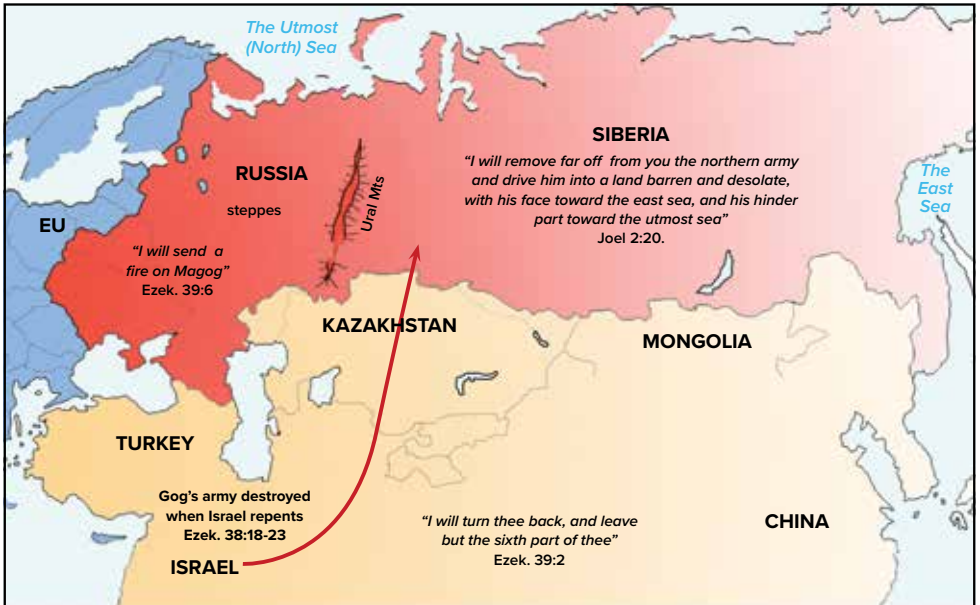 The Utmost
(North) Sea
SIBERIA
“I will remove far off from you the northern army
and drive him into a land barren and desolate,
with his face toward the east sea, and his hinder
part toward the utmost sea”
Joel 2:20.
The
East
Sea
RUSSIA
steppes
Ural Mts
EU
“I will send a
fire on Magog”
Ezek. 39:6
KAZAKHSTAN
MONGOLIA
TURKEY
Gog’s army destroyed
when Israel repents
Ezek. 38:18-23
ISRAEL
“I will turn thee back, and leave
but the sixth part of thee”
Ezek. 39:2
CHINA